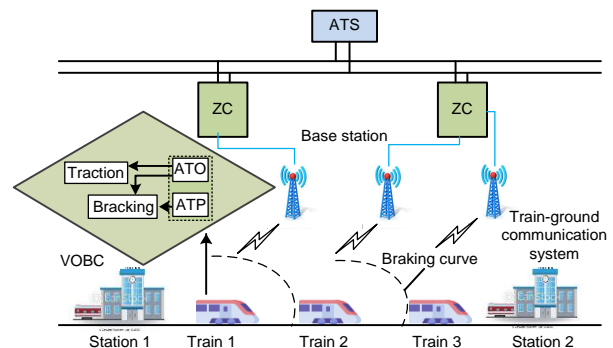 ATS
ZC
ZC
Base station
Traction
ATO
Bracking
ATP
Train-ground
communication
system
VOBC
Braking curve
Station 1
Train 1
Train 2
Train 3
Station 2